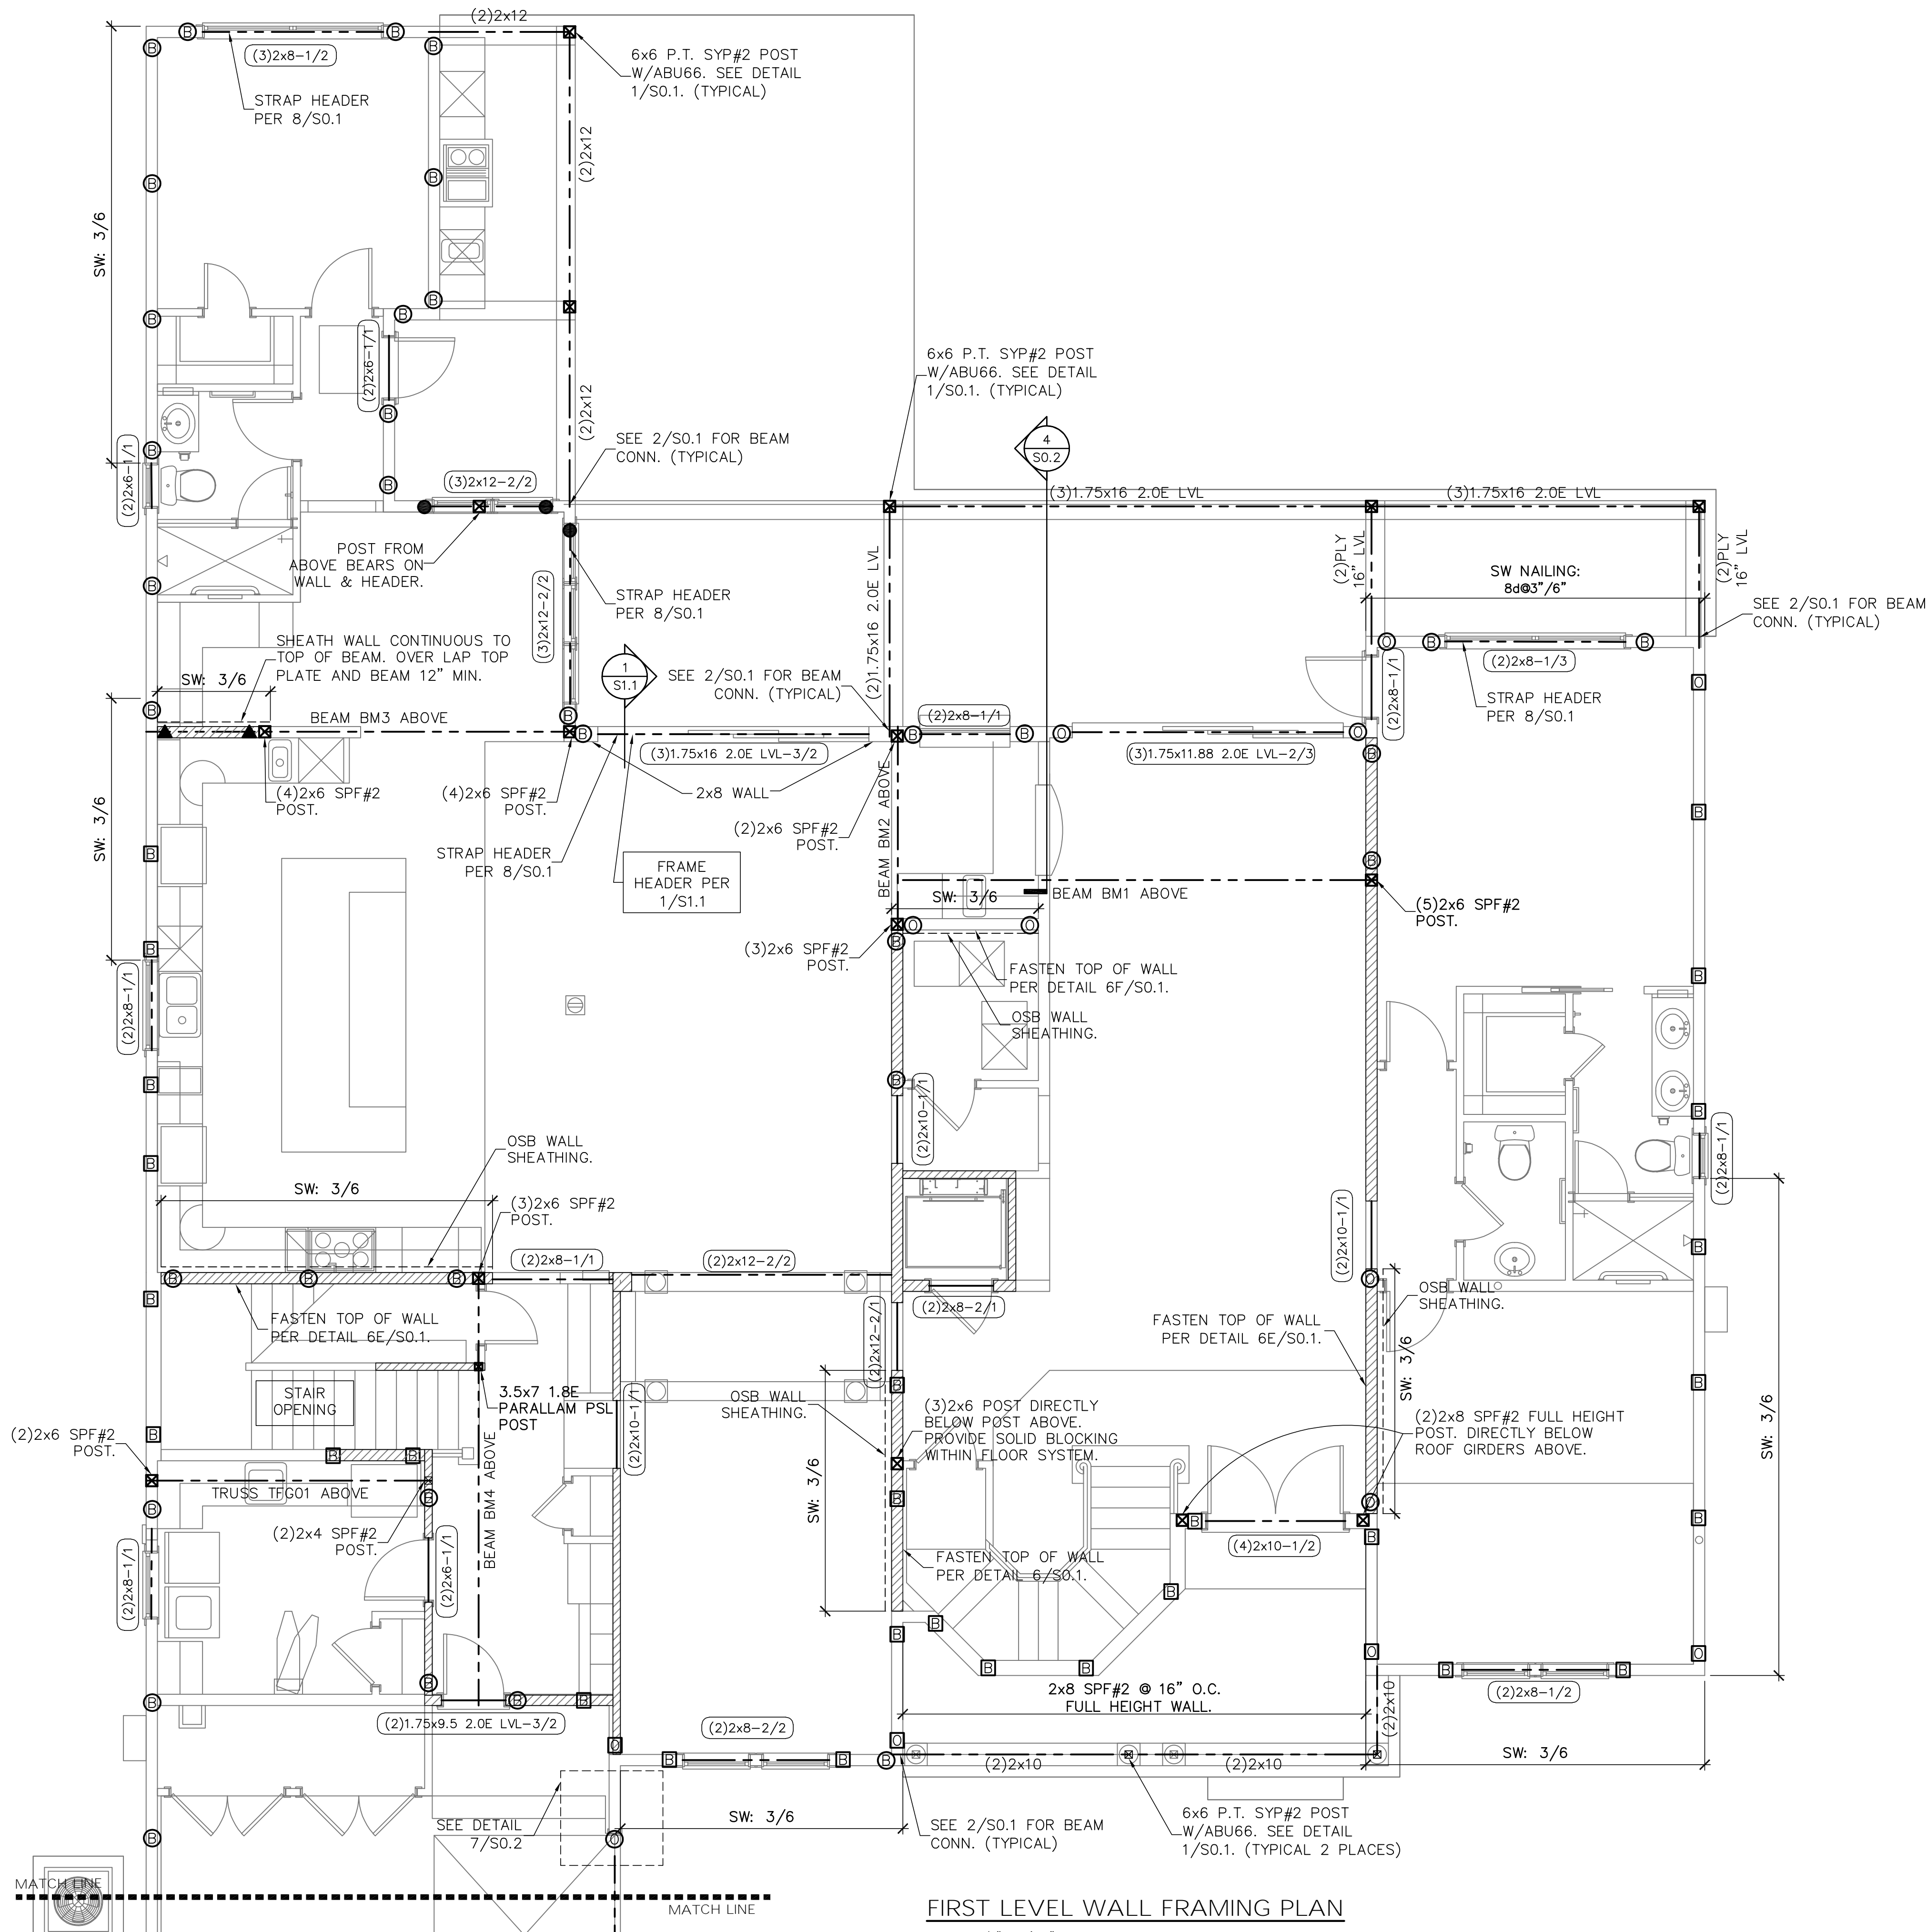 (2)2x12
(3)2x8-1/2
STRAP HEADER
PER 8/S0.1
6x6 P.T. SYP#2 POST
W/ABU66. SEE DETAIL
1/S0.1. (TYPICAL)
(2)2x12
SW: 3/6
(2)2x6-1/1
(2)2x12
6x6 P.T. SYP#2 POST
W/ABU66. SEE DETAIL
1/S0.1. (TYPICAL)
SEE 2/S0.1 FOR BEAM
CONN. (TYPICAL)
4
S0.2
(2)2x6-1/1
(3)2x12-2/2
(3)1.75x16 2.0E LVL
(3)1.75x16 2.0E LVL
POST FROM
ABOVE BEARS ON
WALL & HEADER.
(3)2x12-2/2
STRAP HEADER
PER 8/S0.1
(2)1.75x16 2.0E LVL
(2)PLY
16" LVL
SW NAILING:
8d@3"/6"
(2)PLY
16" LVL
SEE 2/S0.1 FOR BEAM
CONN. (TYPICAL)
SHEATH WALL CONTINUOUS TO
TOP OF BEAM. OVER LAP TOP
PLATE AND BEAM 12" MIN.
SW: 3/6
1
S1.1
SEE 2/S0.1 FOR BEAM
CONN. (TYPICAL)
(2)2x8-1/1
(2)2x8-1/3
STRAP HEADER
PER 8/S0.1
BEAM BM3 ABOVE
(2)2x8-1/1
(3)1.75x16 2.0E LVL-3/2
(3)1.75x11.88 2.0E LVL-2/3
SW: 3/6
(4)2x6 SPF#2
POST.
(4)2x6 SPF#2
POST.
2x8 WALL
(2)2x6 SPF#2
POST.
BEAM BM2 ABOVE
STRAP HEADER
PER 8/S0.1
FRAME
HEADER PER
1/S1.1
SW: 3/6
BEAM BM1 ABOVE
(5)2x6 SPF#2
POST.
(3)2x6 SPF#2
POST.
FASTEN TOP OF WALL
PER DETAIL 6F/S0.1.
OSB WALL
SHEATHING.
(2)2x8-1/1
(2)2x10-1/1
OSB WALL
SHEATHING.
(2)2x8-1/1
SW: 3/6
(3)2x6 SPF#2
POST.
(2)2x8-1/1
(2)2x12-2/2
(2)2x10-1/1
(2)2x8-2/1
(2)2x12-2/1
OSB WALL
SHEATHING.
FASTEN TOP OF WALL
PER DETAIL 6E/S0.1.
FASTEN TOP OF WALL
PER DETAIL 6E/S0.1.
SW: 3/6
STAIR
OPENING
3.5x7 1.8E
PARALLAM PSL
POST
(2)2x10-1/1
OSB WALL
SHEATHING.
(3)2x6 POST DIRECTLY
BELOW POST ABOVE.
PROVIDE SOLID BLOCKING
WITHIN FLOOR SYSTEM.
(2)2x8 SPF#2 FULL HEIGHT
POST. DIRECTLY BELOW
ROOF GIRDERS ABOVE.
SW: 3/6
(2)2x6 SPF#2
POST.
TRUSS TFG01 ABOVE
BEAM BM4 ABOVE
SW: 3/6
(2)2x4 SPF#2
POST.
(2)2x8-1/1
(2)2x6-1/1
(4)2x10-1/2
FASTEN TOP OF WALL
PER DETAIL 6/S0.1.
2x8 SPF#2 @ 16" O.C.
FULL HEIGHT WALL.
(2)2x8-1/2
(2)2x10
(2)1.75x9.5 2.0E LVL-3/2
(2)2x8-2/2
(2)2x10
(2)2x10
SW: 3/6
SEE DETAIL
7/S0.2
SW: 3/6
SEE 2/S0.1 FOR BEAM
CONN. (TYPICAL)
6x6 P.T. SYP#2 POST
W/ABU66. SEE DETAIL
1/S0.1. (TYPICAL 2 PLACES)
MATCH LINE
MATCH LINE
FIRST LEVEL WALL FRAMING PLAN